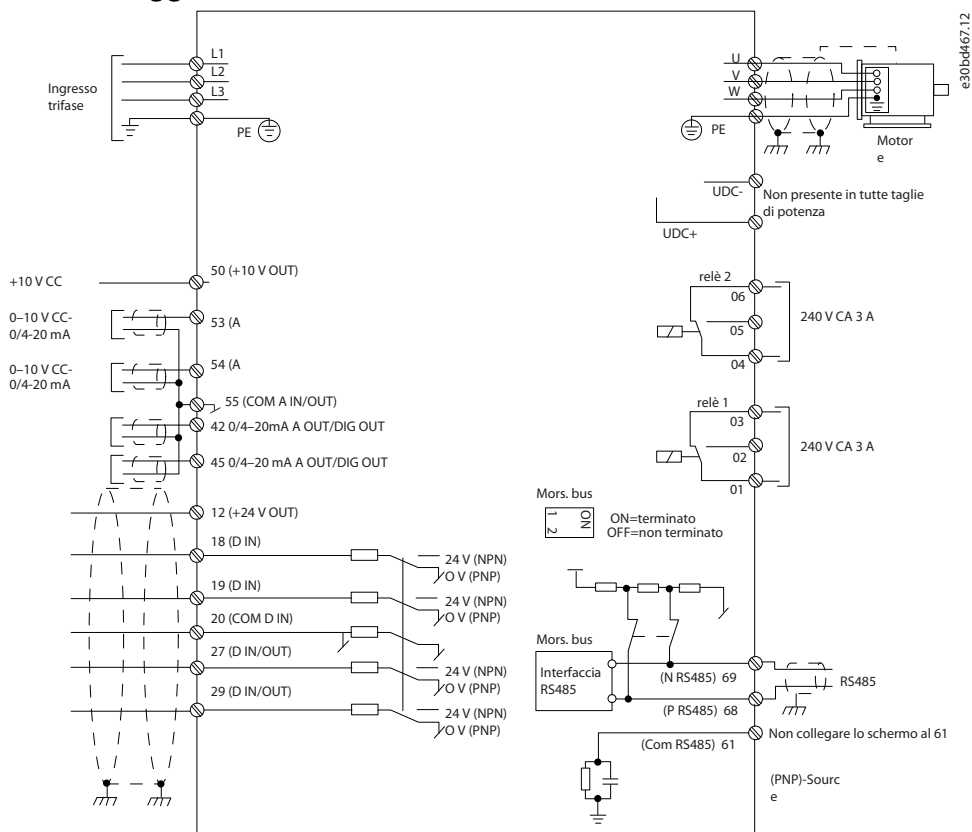 e30bd467.12
Ingresso
trifase
L1
L2
L3
PE
U
V
W
PE
Motor
e
UDC-
Non presente in tutte taglie
di potenza
UDC+
+10 V CC
50 (+10 V OUT)
0–10 V CC-
0/4-20 mA
53 (A
0–10 V CC-
0/4-20 mA
54 (A
55 (COM A IN/OUT)
42 0/4–20mA A OUT/DIG OUT
45 0/4–20 mA A OUT/DIG OUT
relè 2
06
05
04
240 V CA 3 A
relè 1
03
02
01
240 V CA 3 A
Mors. bus
1
2
ON
ON=terminato
OFF=non terminato
12 (+24 V OUT)
18 (D IN)
24 V (NPN)
O V (PNP)
19 (D IN)
24 V (NPN)
O V (PNP)
20 (COM D IN)
27 (D IN/OUT)
24 V (NPN)
O V (PNP)
29 (D IN/OUT)
24 V (NPN)
O V (PNP)
Mors. bus
Interfaccia
RS485
(N RS485) 69
RS485
(P RS485) 68
(Com RS485) 61
Non collegare lo schermo al 61
(PNP)-Sourc
e